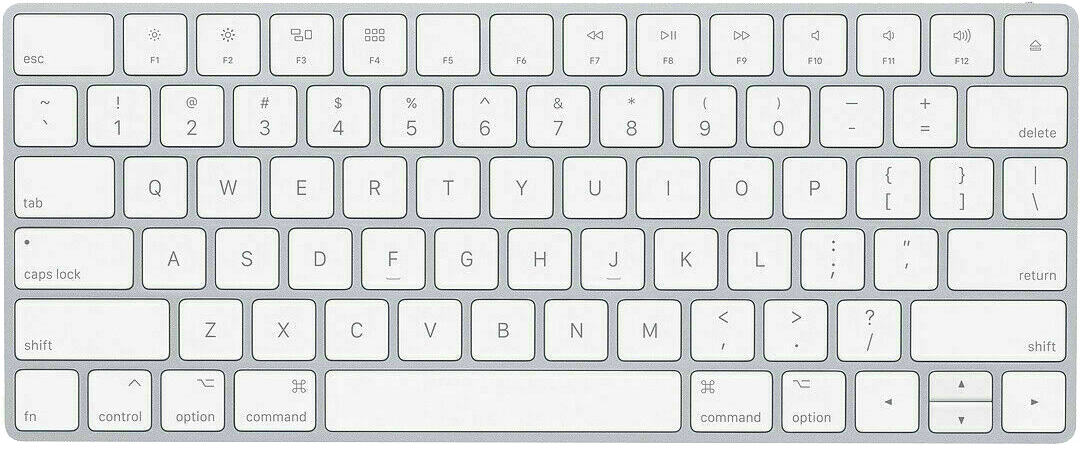 esc F1 F2 F3 F4 F5 F6 F7 F8 F9 F10 F11 F12
~ ! @ # $ % ^ & * ( ) — +
` 1 2 3 4 5 6 7 8 9 0 - = delete
tab Q W E R T Y U I O P { } |
[ ] \
caps lock A S D F G H J K L : "
; ' return
shift Z X C V B N M < > ?
, . / shift
fn control option command command option